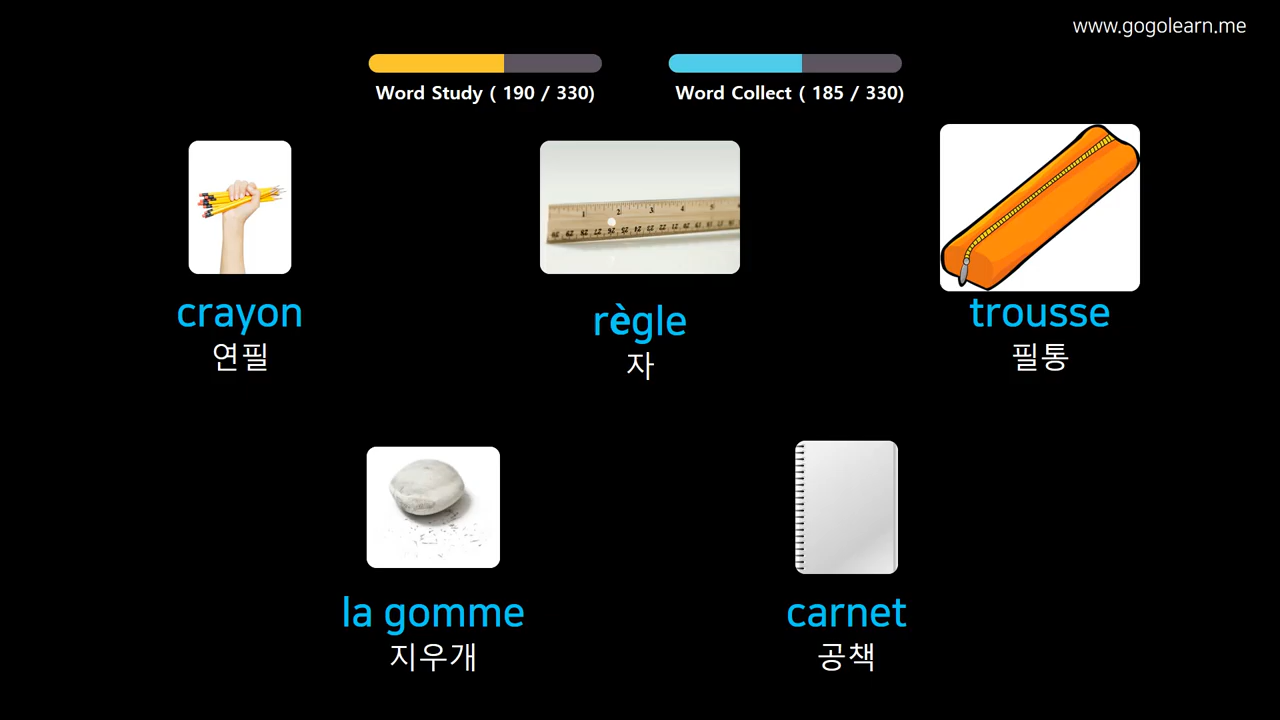 www.gogolearn.me
Word Study ( 190 / 330)
Word Collect ( 185 / 330)
crayon
연필
règle
자
trousse
필통
la gomme
지우개
carnet
공책